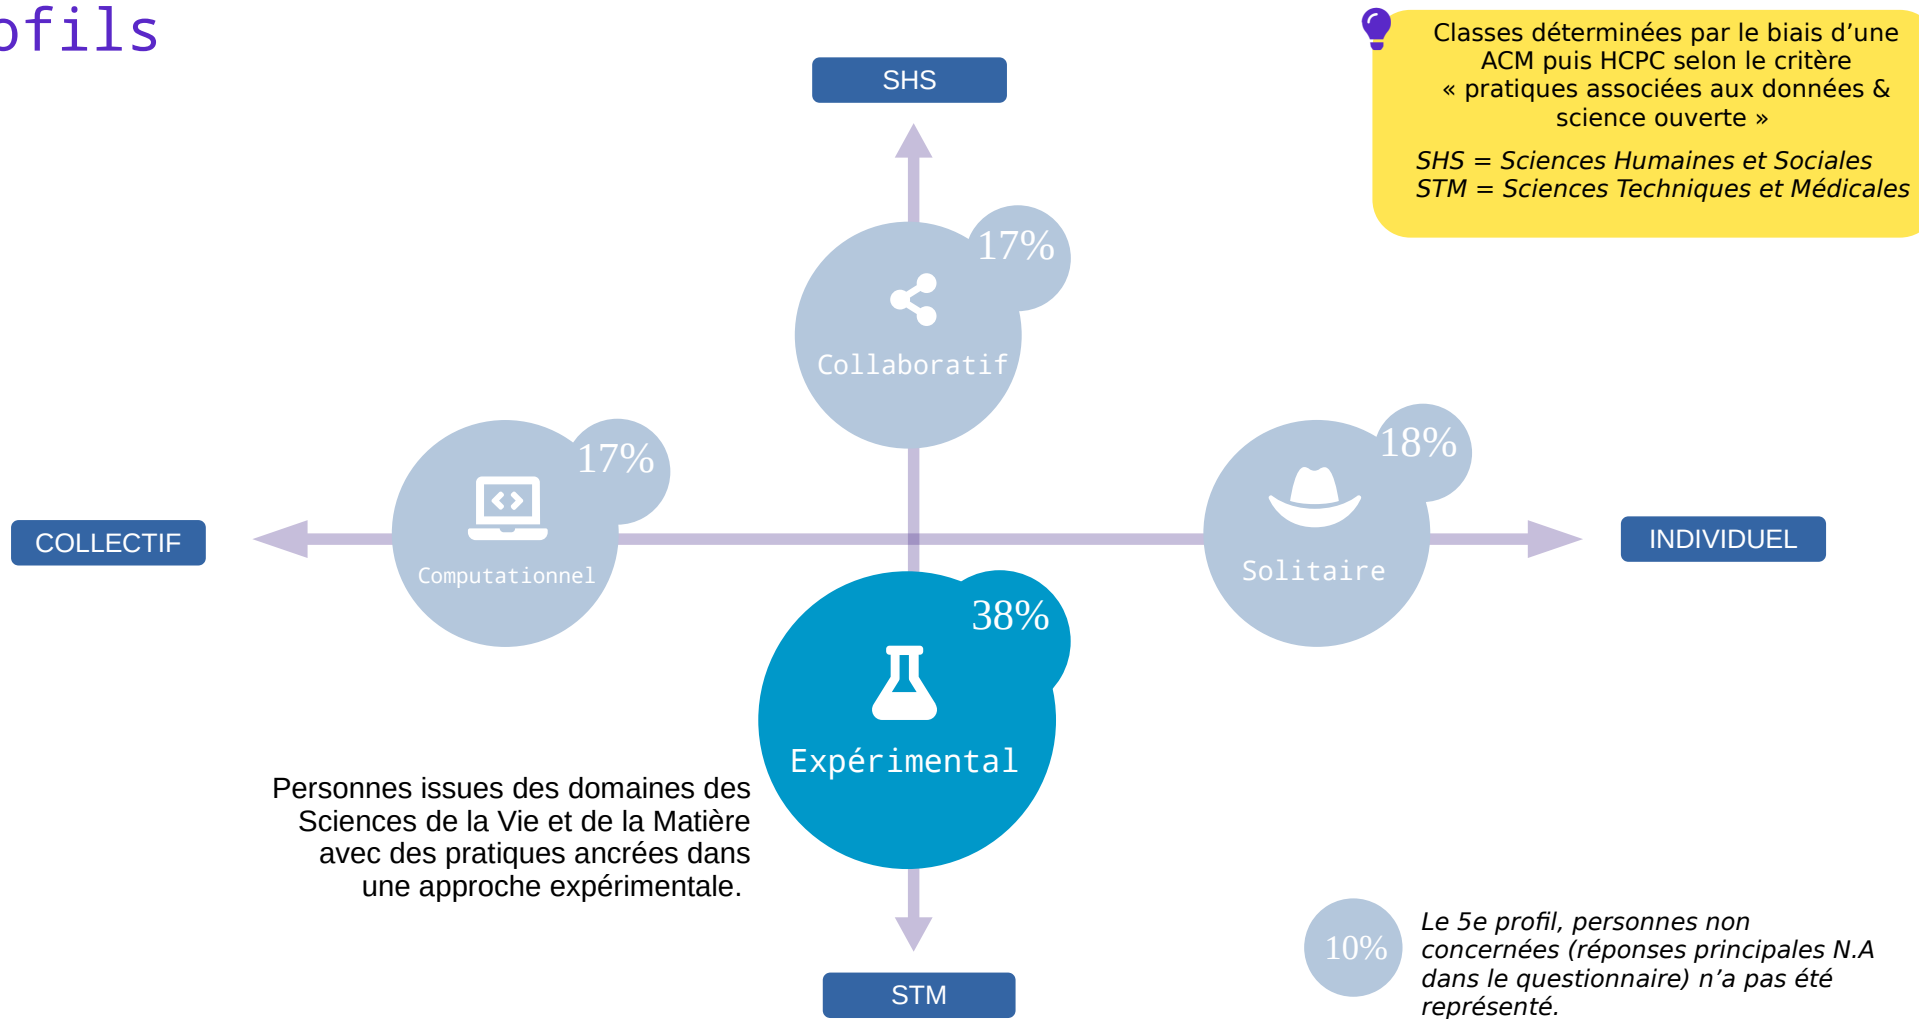 ofils
Classes déterminées par le biais d’une
ACM puis HCPC selon le critère
« pratiques associées aux données &
science ouverte »
SHS = Sciences Humaines et Sociales
STM = Sciences Techniques et Médicales
SHS
17%
Collaboratif
17%
Computationnel
18%
Solitaire
COLLECTIF
INDIVIDUEL
38%
Expérimental
Personnes issues des domaines des
Sciences de la Vie et de la Matière
avec des pratiques ancrées dans
une approche expérimentale.
STM
10%
Le 5e profil, personnes non
concernées (réponses principales N.A
dans le questionnaire) n’a pas été
représenté.